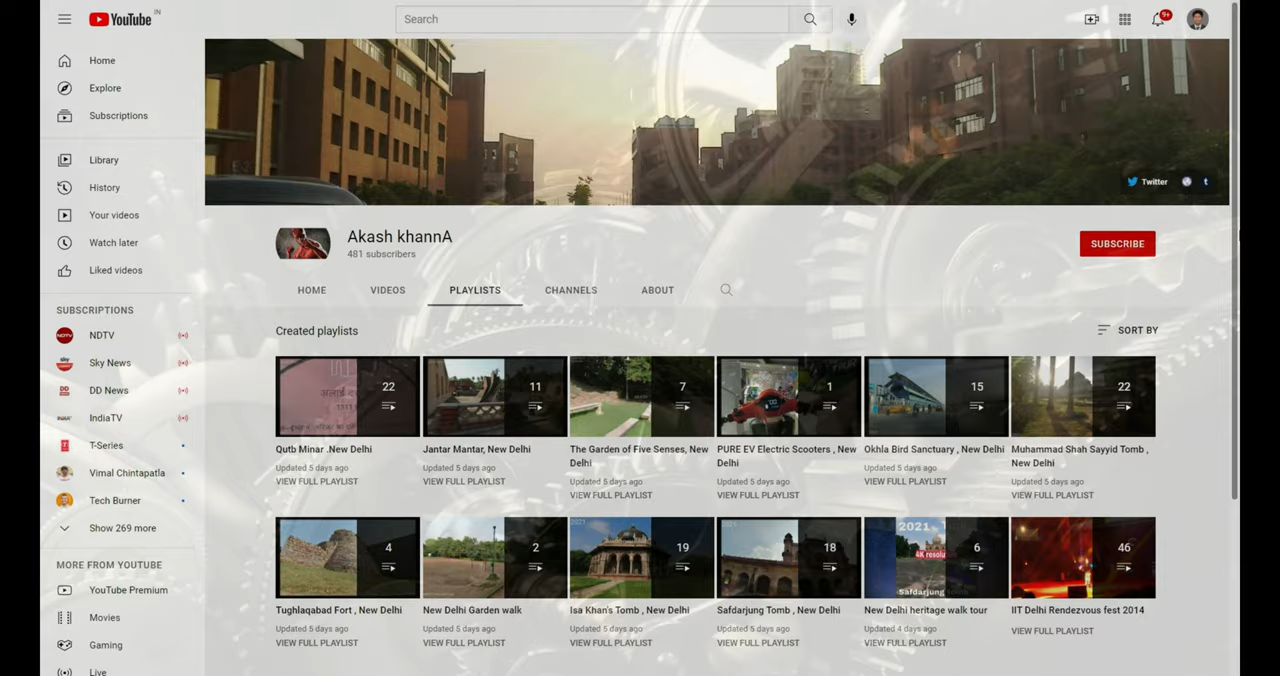 YouTube IN
Search
9+
Home
Explore
Subscriptions
Library
History
Your videos
Watch later
Liked videos
SUBSCRIPTIONS
NDTV
Sky News
DD News
IndiaTV
T-Series
Vimal Chintapatla
Tech Burner
Show 269 more
MORE FROM YOUTUBE
YouTube Premium
Movies
Gaming
Live
Twitter
Akash khannA
481 subscribers
SUBSCRIBE
HOME VIDEOS PLAYLISTS CHANNELS ABOUT
Created playlists
SORT BY
22
Qutb Minar .New Delhi
Updated 5 days ago
VIEW FULL PLAYLIST
11
Jantar Mantar, New Delhi
Updated 5 days ago
VIEW FULL PLAYLIST
7
The Garden of Five Senses, New
Delhi
Updated 5 days ago
VIEW FULL PLAYLIST
1
PURE EV Electric Scooters , New
Delhi
Updated 5 days ago
VIEW FULL PLAYLIST
15
Okhla Bird Sanctuary , New Delhi
Updated 5 days ago
VIEW FULL PLAYLIST
22
Muhammad Shah Sayyid Tomb ,
New Delhi
Updated 5 days ago
VIEW FULL PLAYLIST
4
Tughlaqabad Fort , New Delhi
Updated 5 days ago
VIEW FULL PLAYLIST
2
New Delhi Garden walk
Updated 5 days ago
VIEW FULL PLAYLIST
2021
19
Isa Khan's Tomb , New Delhi
Updated 5 days ago
VIEW FULL PLAYLIST
18
Safdarjung Tomb , New Delhi
Updated 5 days ago
VIEW FULL PLAYLIST
2021
4K resolu
Safdarjung
6
New Delhi heritage walk tour
Updated 4 days ago
VIEW FULL PLAYLIST
46
IIT Delhi Rendezvous fest 2014
VIEW FULL PLAYLIST